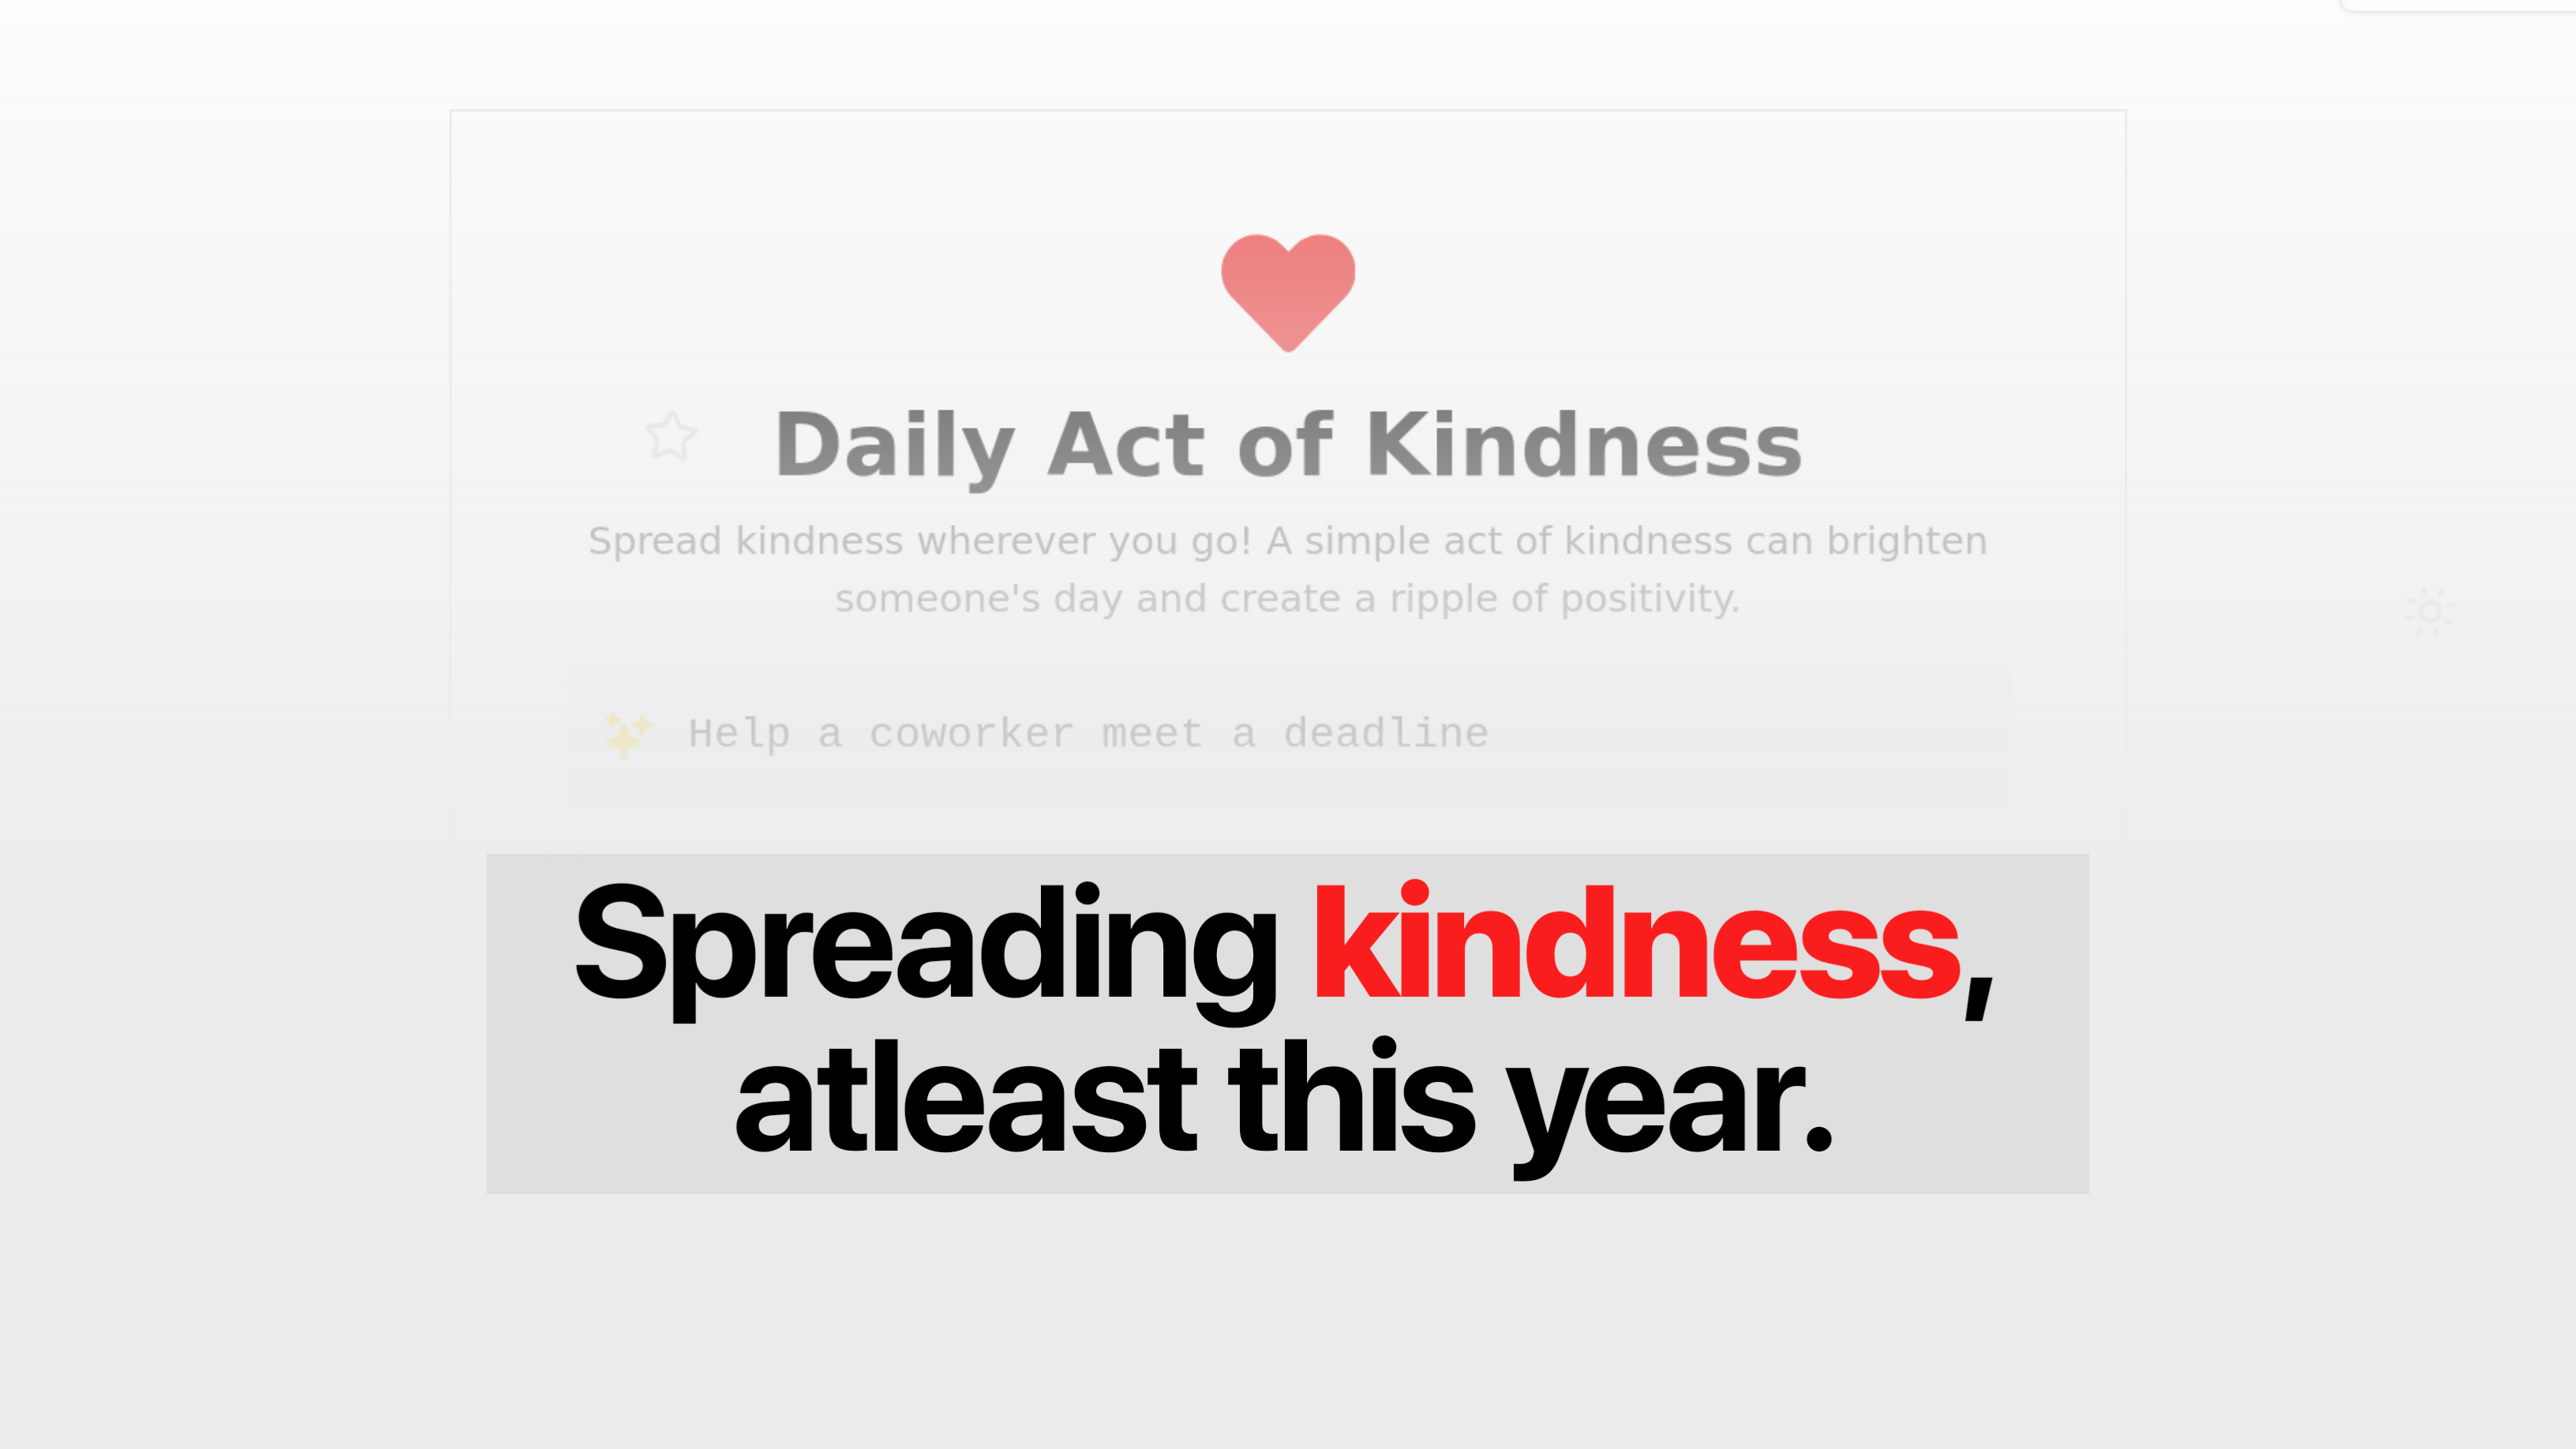 Daily Act of Kindness
Spread kindness wherever you go! A simple act of kindness can brighten
someone's day and create a ripple of positivity.
Help a coworker meet a deadline
Spreading kindness,
atleast this year.